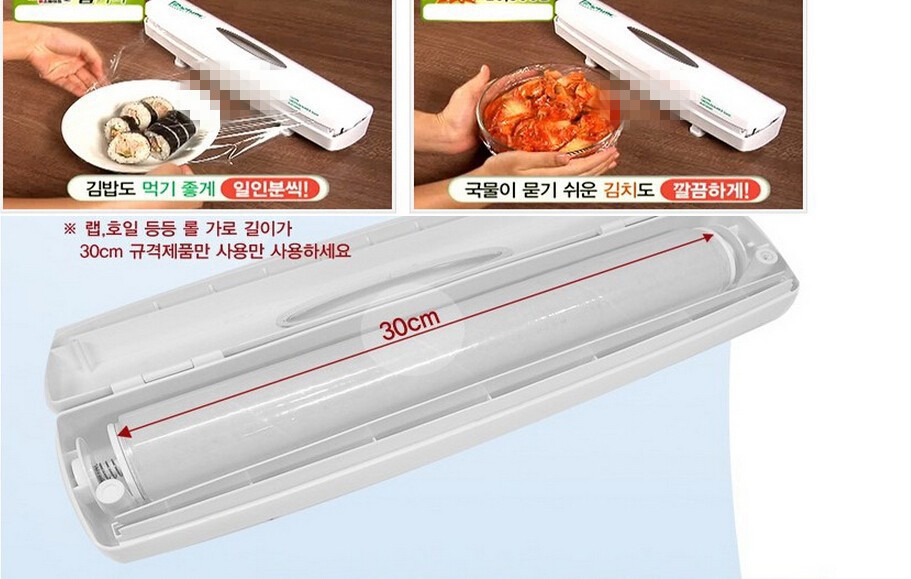 김밥도 먹기 좋게 일인분씩!
국물이 묻기 쉬운 김치도 깔끔하게!
※ 랩,호일 등등 롤 가로 길이가
30cm 규격제품만 사용만 사용하세요
30cm